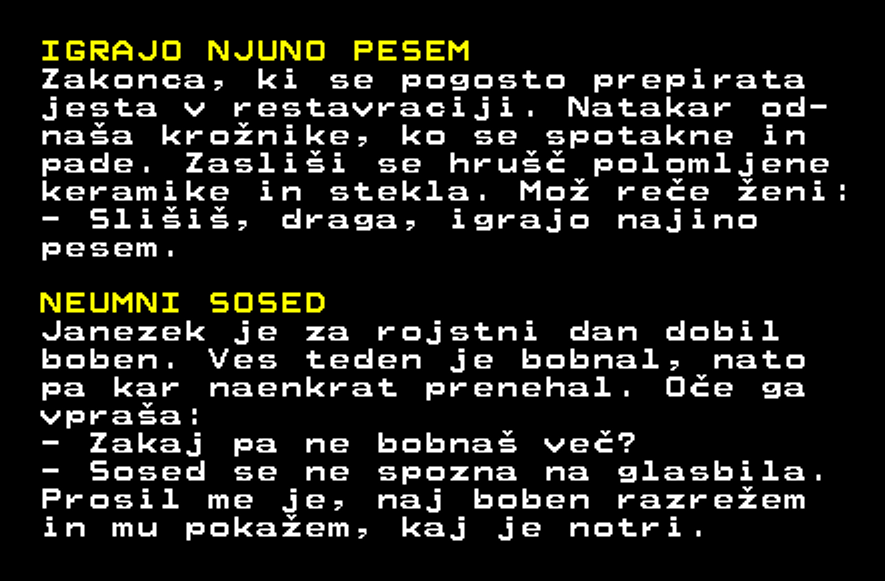 IGRAJO NJUNO PESEM
Zakonca, ki se pogosto prepirata
jesta v restavraciji. Natakar od-
naša krožnike, ko se spotakne in
pade. Zasliši se hrušč polomljene
keramike in stekla. Mož reče ženi:
- Slišiš, draga, igrajo najino
pesem.
NEUMNI SOSED
Janezek je za rojstni dan dobil
boben. Ves teden je bobnal, nato
pa kar naenkrat prenehal. Oče ga
vpraša:
- Zakaj pa ne bobnaš več?
- Sosed se ne spozna na glasbila.
Prosil me je, naj boben razrežem
in mu pokažem, kaj je notri.